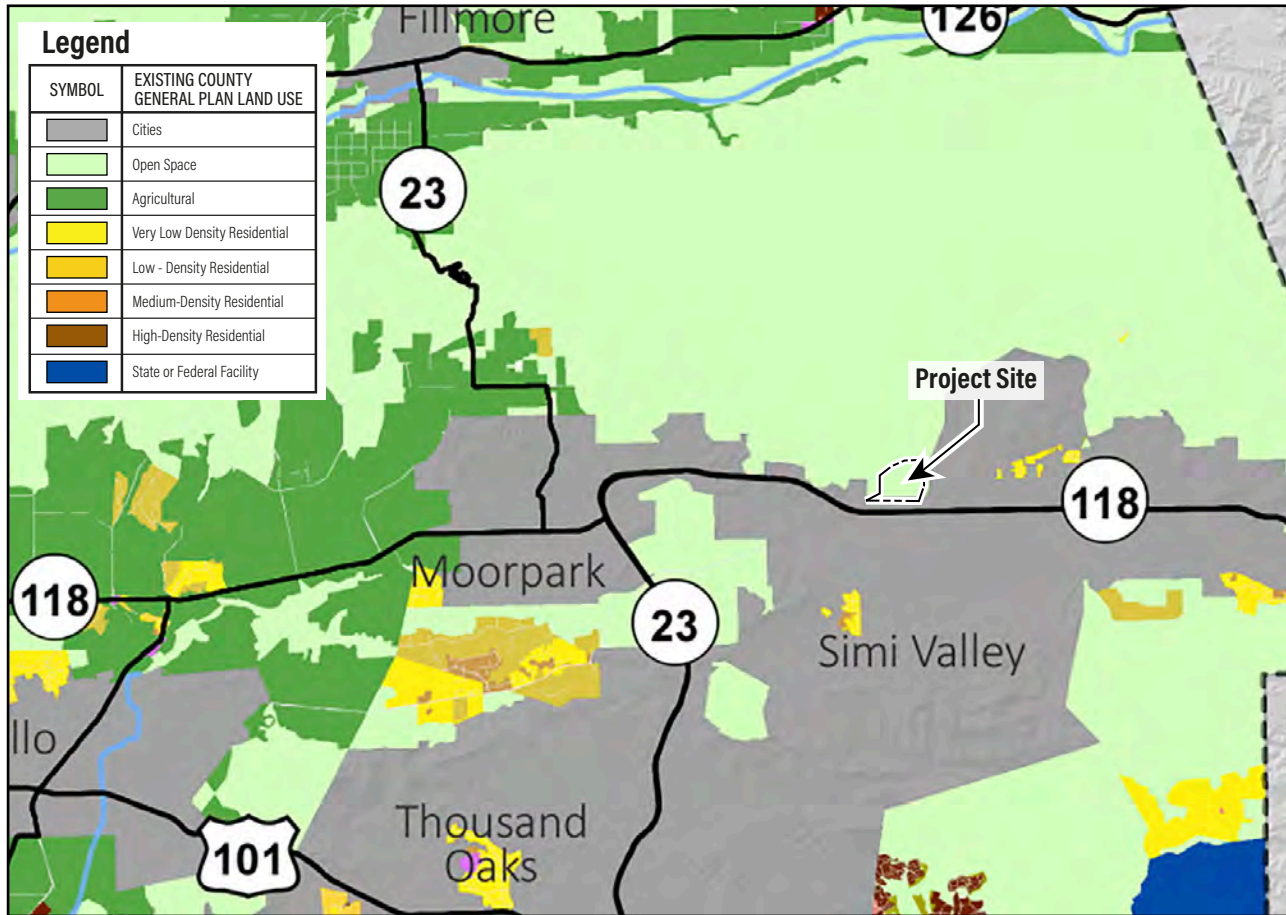 Legend
SYMBOL
EXISTING COUNTY
GENERAL PLAN LAND USE
Cities
Open Space
Agricultural
Very Low Density Residential
Low - Density Residential
Medium-Density Residential
High-Density Residential
State or Federal Facility
Fillmore
126
23
Project Site
118
Moorpark
118
23
Simi Valley
llo
Thousand
Oaks
101